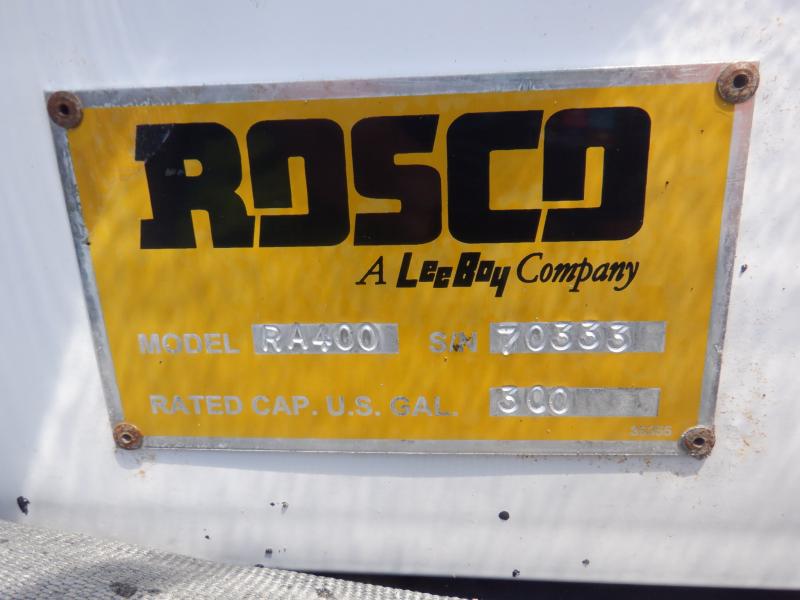 ROSCO
A LeeBoy Company
MODEL RA400 S/N 70333
RATED CAP. U.S. GAL. 300